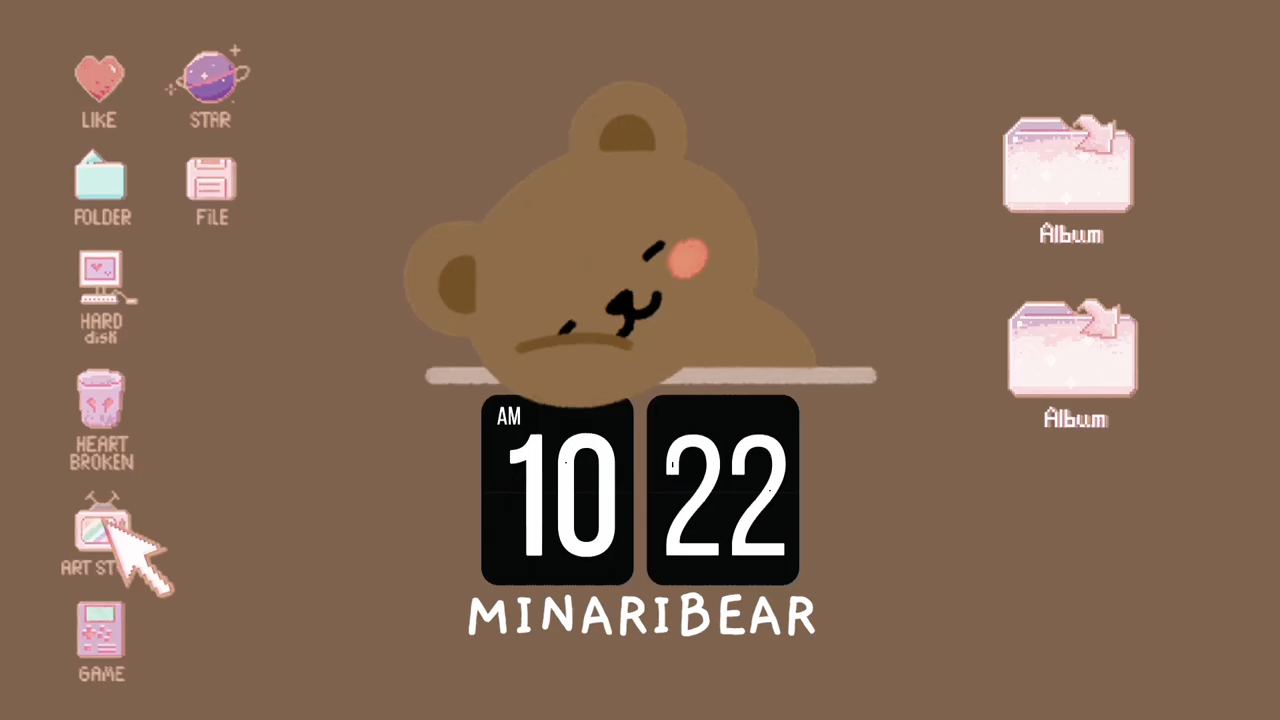 LIKE
STAR
FOLDER
FILE
HARD
disk
HEART
BROKEN
ART ST
GAME
AM
10 22
MINARIBEAR
Album
Album